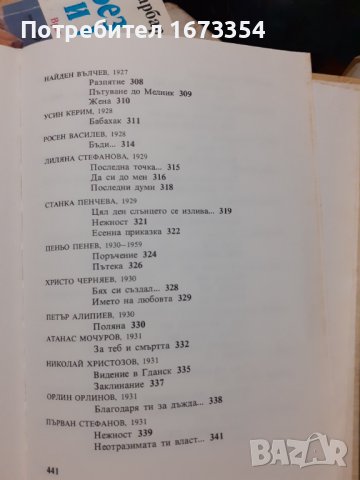 Потребител 1673354
НАЙДЕН ВЪЛЧЕВ, 1927
Разпятие 308
Пътуване до Мелник 309
Жена 310
УСИН КЕРИМ, 1928
Бабахак 311
РОСЕН ВАСИЛЕВ, 1928
Бъди... 314
ЛИЛЯНА СТЕФАНОВА, 1929
Последна точка... 315
Да си до мен 316
Последни думи 318
СТАНКА ПЕНЧЕВА, 1929
Цял ден слънцето се излива... 319
Нежност 321
Есенна приказка 322
ПЕНЬО ПЕНЕВ, 1930—1959
Поръчение 324
Пътека 326
ХРИСТО ЧЕРНЯЕВ, 1930
Бях си създал... 328
Името на любовта 329
ПЕТЪР АЛИПИЕВ, 1930
Поляна 330
АТАНАС МОЧУРОВ, 1931
За теб и смъртта 332
НИКОЛАЙ ХРИСТОЗОВ, 1931
Видение в Гданск 335
Заклинание 337
ОРЛИН ОРЛИНОВ, 1931
Благодаря ти за дъжда... 338
ПЪРВАН СТЕФАНОВ, 1931
Нежност 339
Неотразимата ти власт... 341
441
BAZAR